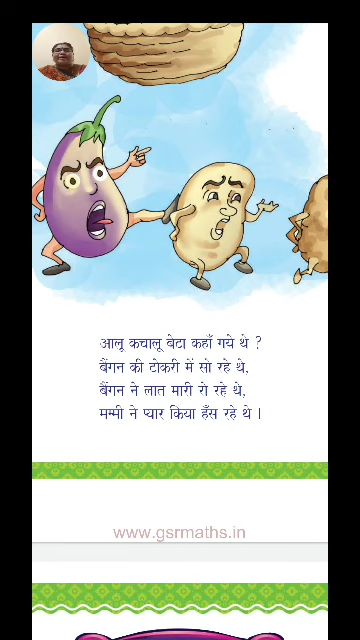 आलू कचालू बेटा कहाँ गये थे ?
बैंगन की टोकरी में सो रहे थे,
बैंगन ने लात मारी रो रहे थे,
मम्मी ने प्यार किया हँस रहे थे ।
www.gsrmaths.in